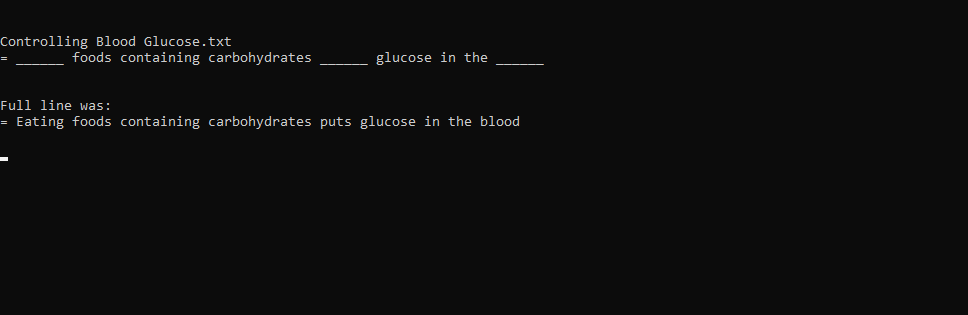 Controlling Blood Glucose.txt
= ______ foods containing carbohydrates ______ glucose in the ______
Full line was:
= Eating foods containing carbohydrates puts glucose in the blood